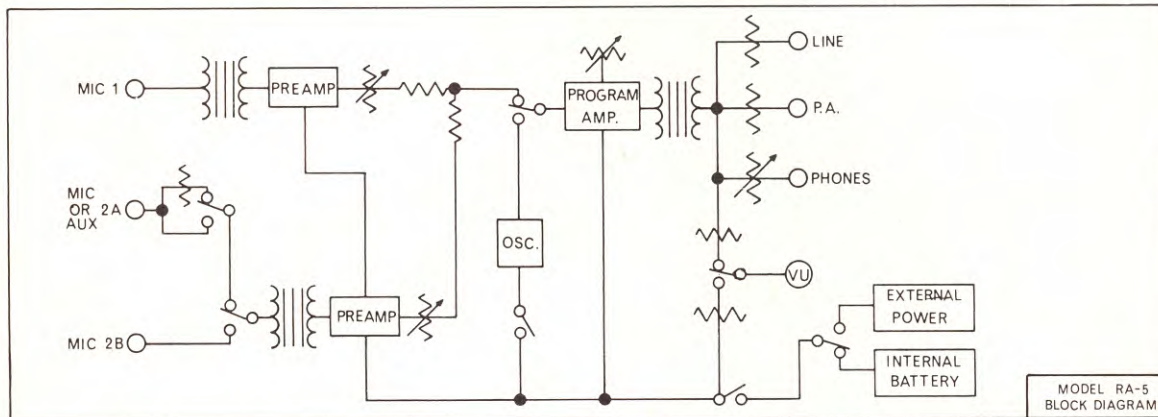 MIC 1
PREAMP
PROGRAM
AMP.
LINE
P.A.
PHONES
MIC
OR 2A
AUX
OSC.
VU
MIC 2B
PREAMP
EXTERNAL
POWER
INTERNAL
BATTERY
MODEL RA-5
BLOCK DIAGRAM